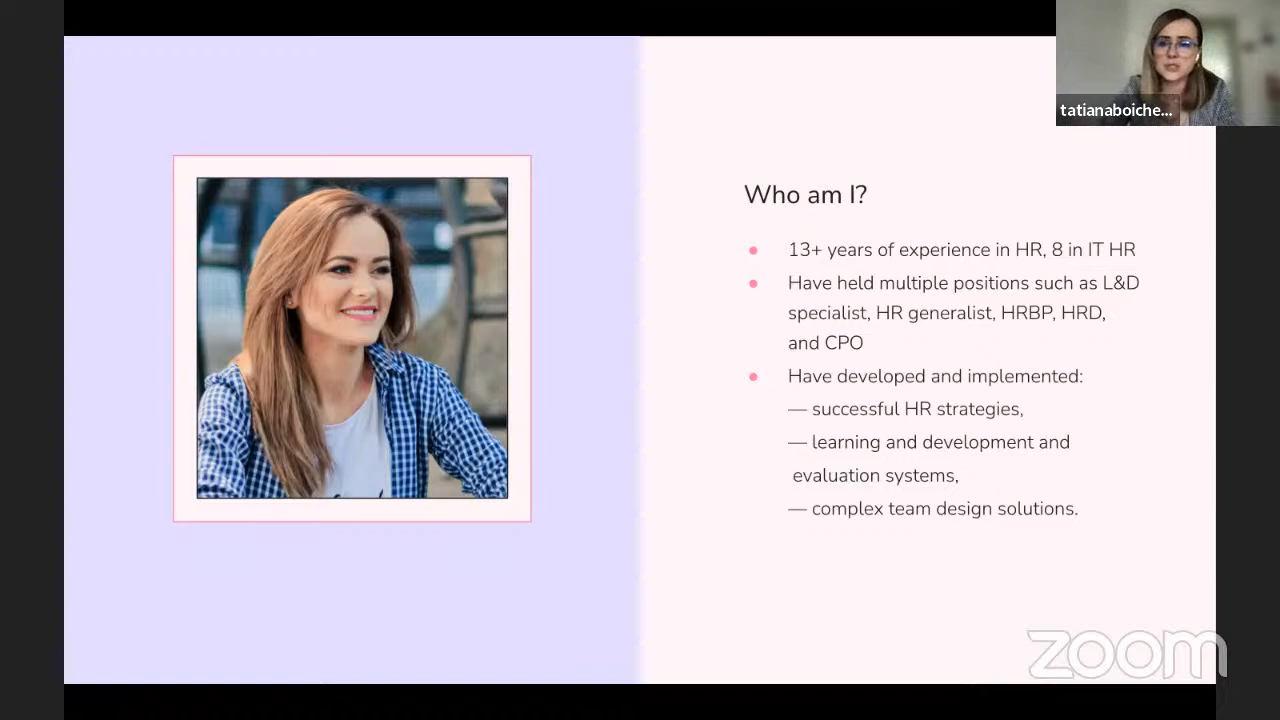 tatianaboiche...
Who am I?
● 13+ years of experience in HR, 8 in IT HR
● Have held multiple positions such as L&D
specialist, HR generalist, HRBP, HRD,
and CPO
● Have developed and implemented:
— successful HR strategies,
— learning and development and
evaluation systems,
— complex team design solutions.
zoom